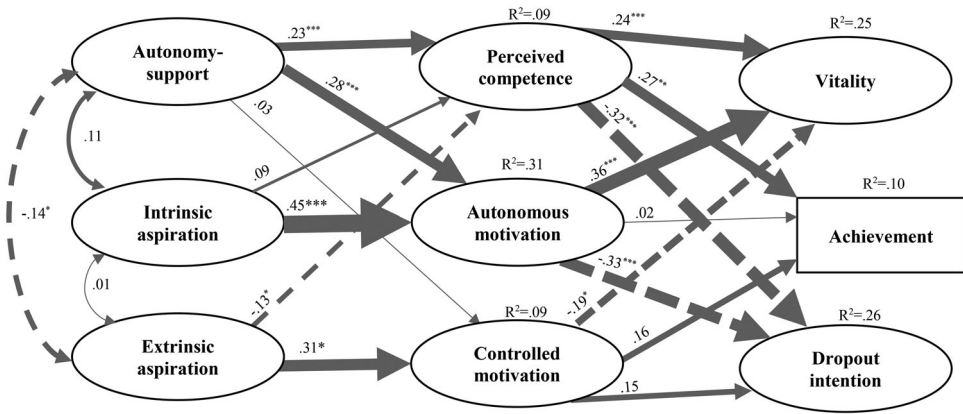 R²=.09
.24***
R²=.25
.23***
Autonomy-
support
Perceived
competence
Vitality
.28***
.27**
.03
-.32***
.11
R²=.31
.36***
R²=.10
.09
-.14*
Intrinsic
aspiration
.45***
Autonomous
motivation
.02
Achievement
-.33***
.01
-.13*
-.19*
R²=.09
R²=.26
.16
Extrinsic
aspiration
.31*
Controlled
motivation
.15
Dropout
intention